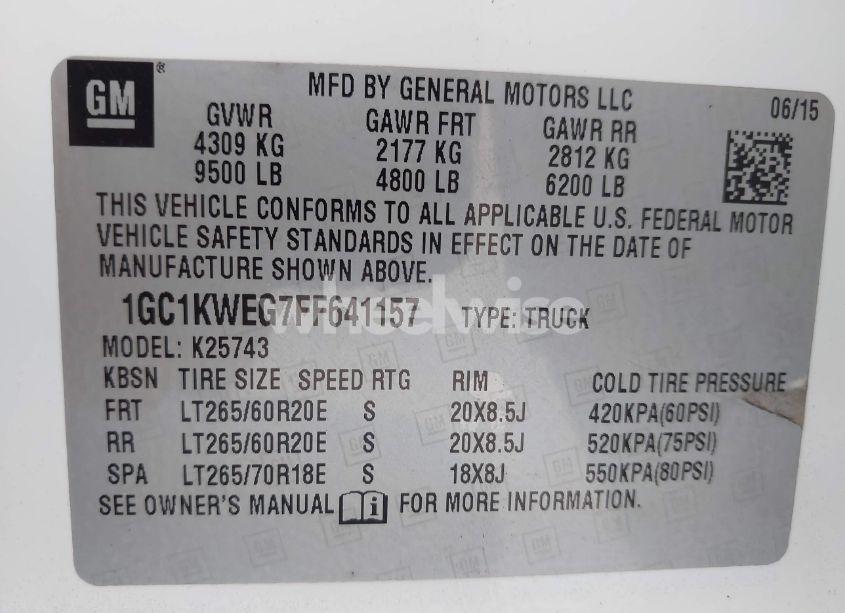 GM ®
MFD BY GENERAL MOTORS LLC
06/15
GVWR GAWR FRT GAWR RR
4309 KG 2177 KG 2812 KG
9500 LB 4800 LB 6200 LB
THIS VEHICLE CONFORMS TO ALL APPLICABLE U.S. FEDERAL MOTOR
VEHICLE SAFETY STANDARDS IN EFFECT ON THE DATE OF
MANUFACTURE SHOWN ABOVE.
1GC1KWEG7FF641157 TYPE: TRUCK
wheelwise
MODEL: K25743
KBSN TIRE SIZE SPEED RTG RIM COLD TIRE PRESSURE
FRT LT265/60R20E S 20X8.5J 420KPA(60PSI)
RR LT265/60R20E S 20X8.5J 520KPA(75PSI)
SPA LT265/70R18E S 18X8J 550KPA(80PSI)
SEE OWNER'S MANUAL i FOR MORE INFORMATION.